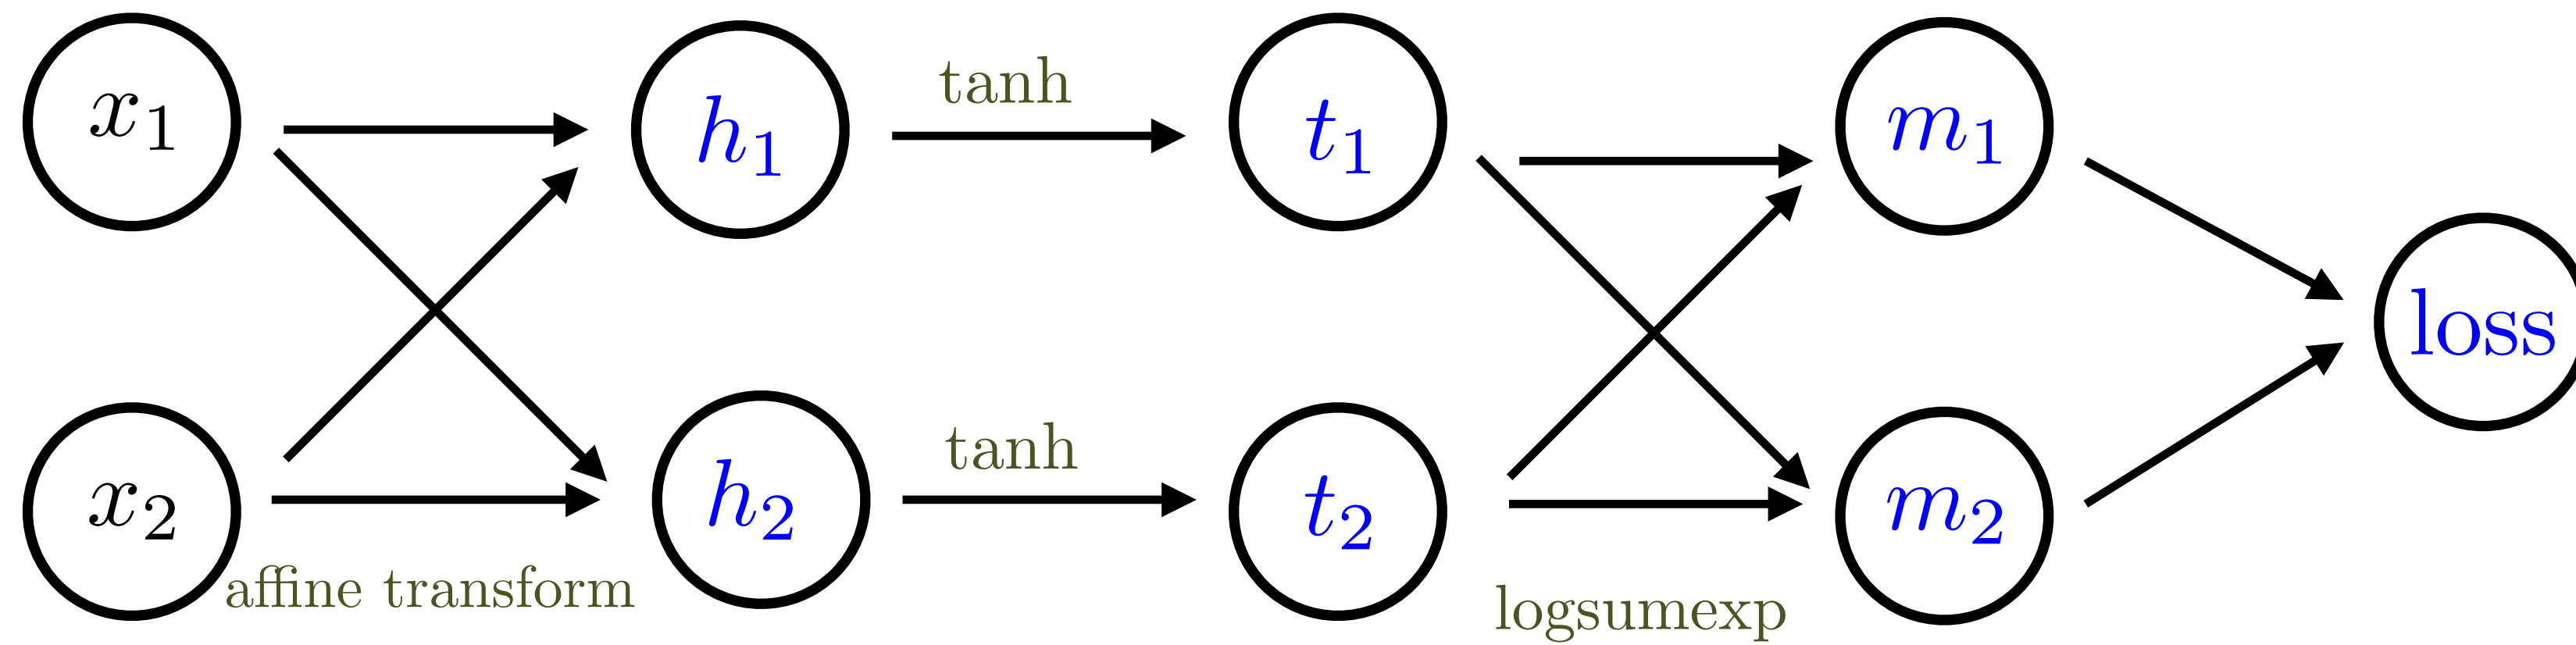 x₁
h₁
tanh
t₁
m₁
loss
x₂
h₂
tanh
t₂
m₂
affine transform
logsumexp